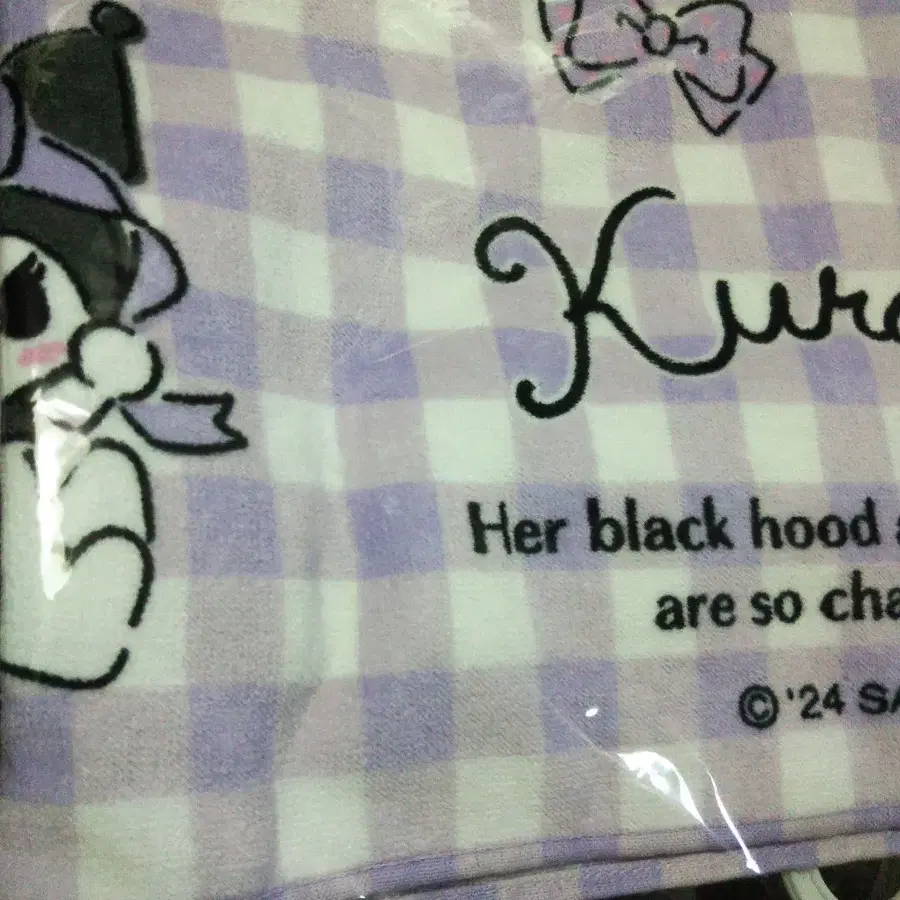 Kuro
Her black hood
are so cha
©'24 SA